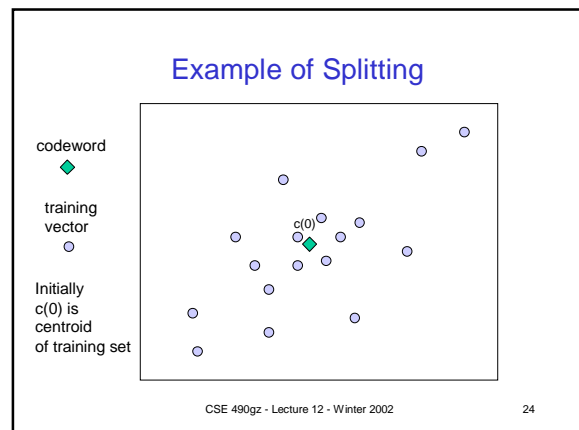 Example of Splitting
codeword
training
vector
Initially
c(0) is
centroid
of training set
c(0)
CSE 490gz - Lecture 12 - Winter 2002
24